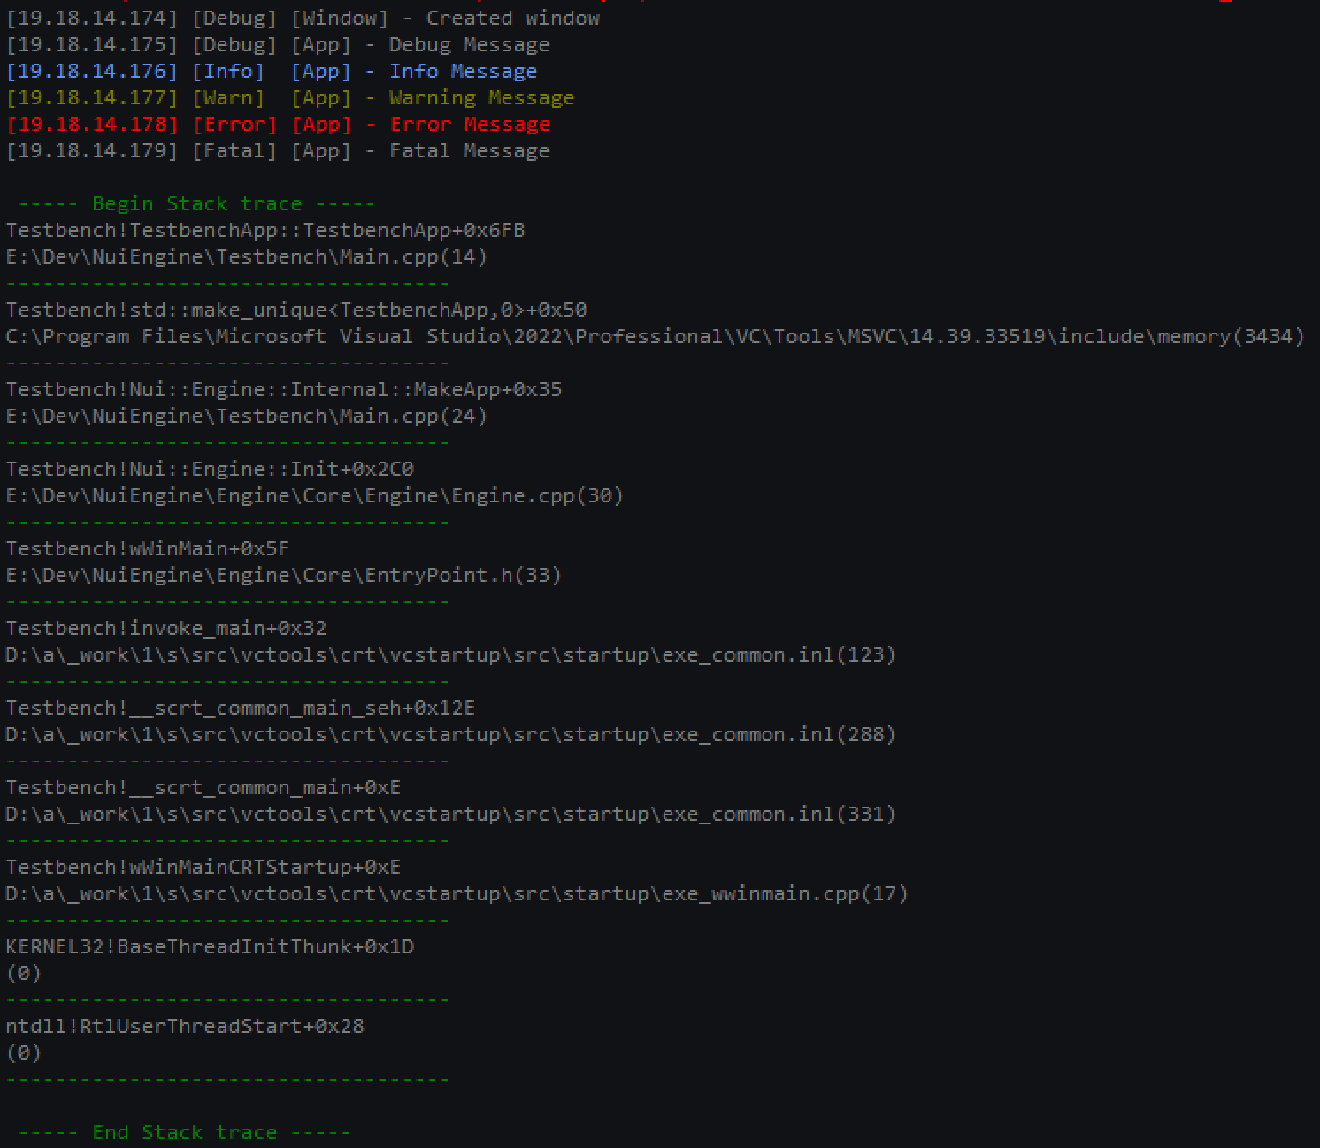 [19.18.14.174] [Debug] [Window] - Created window
[19.18.14.175] [Debug] [App] - Debug Message
[19.18.14.176] [Info]  [App] - Info Message
[19.18.14.177] [Warn]  [App] - Warning Message
[19.18.14.178] [Error] [App] - Error Message
[19.18.14.179] [Fatal] [App] - Fatal Message
----- Begin Stack trace -----
Testbench!TestbenchApp::TestbenchApp+0x6FB
E:\Dev\NuiEngine\Testbench\Main.cpp(14)
------------------------------------
Testbench!std::make_unique<TestbenchApp,0>+0x50
C:\Program Files\Microsoft Visual Studio\2022\Professional\VC\Tools\MSVC\14.39.33519\include\memory(3434)
------------------------------------
Testbench!Nui::Engine::Internal::MakeApp+0x35
E:\Dev\NuiEngine\Testbench\Main.cpp(24)
------------------------------------
Testbench!Nui::Engine::Init+0x2C0
E:\Dev\NuiEngine\Engine\Core\Engine\Engine.cpp(30)
------------------------------------
Testbench!wWinMain+0x5F
E:\Dev\NuiEngine\Engine\Core\EntryPoint.h(33)
------------------------------------
Testbench!invoke_main+0x32
D:\a\_work\1\s\src\vctools\crt\vcstartup\src\startup\exe_common.inl(123)
------------------------------------
Testbench!__scrt_common_main_seh+0x12E
D:\a\_work\1\s\src\vctools\crt\vcstartup\src\startup\exe_common.inl(288)
------------------------------------
Testbench!__scrt_common_main+0xE
D:\a\_work\1\s\src\vctools\crt\vcstartup\src\startup\exe_common.inl(331)
------------------------------------
Testbench!wWinMainCRTStartup+0xE
D:\a\_work\1\s\src\vctools\crt\vcstartup\src\startup\exe_wwinmain.cpp(17)
------------------------------------
KERNEL32!BaseThreadInitThunk+0x1D
(0)
------------------------------------
ntdll!RtlUserThreadStart+0x28
(0)
------------------------------------
----- End Stack trace -----